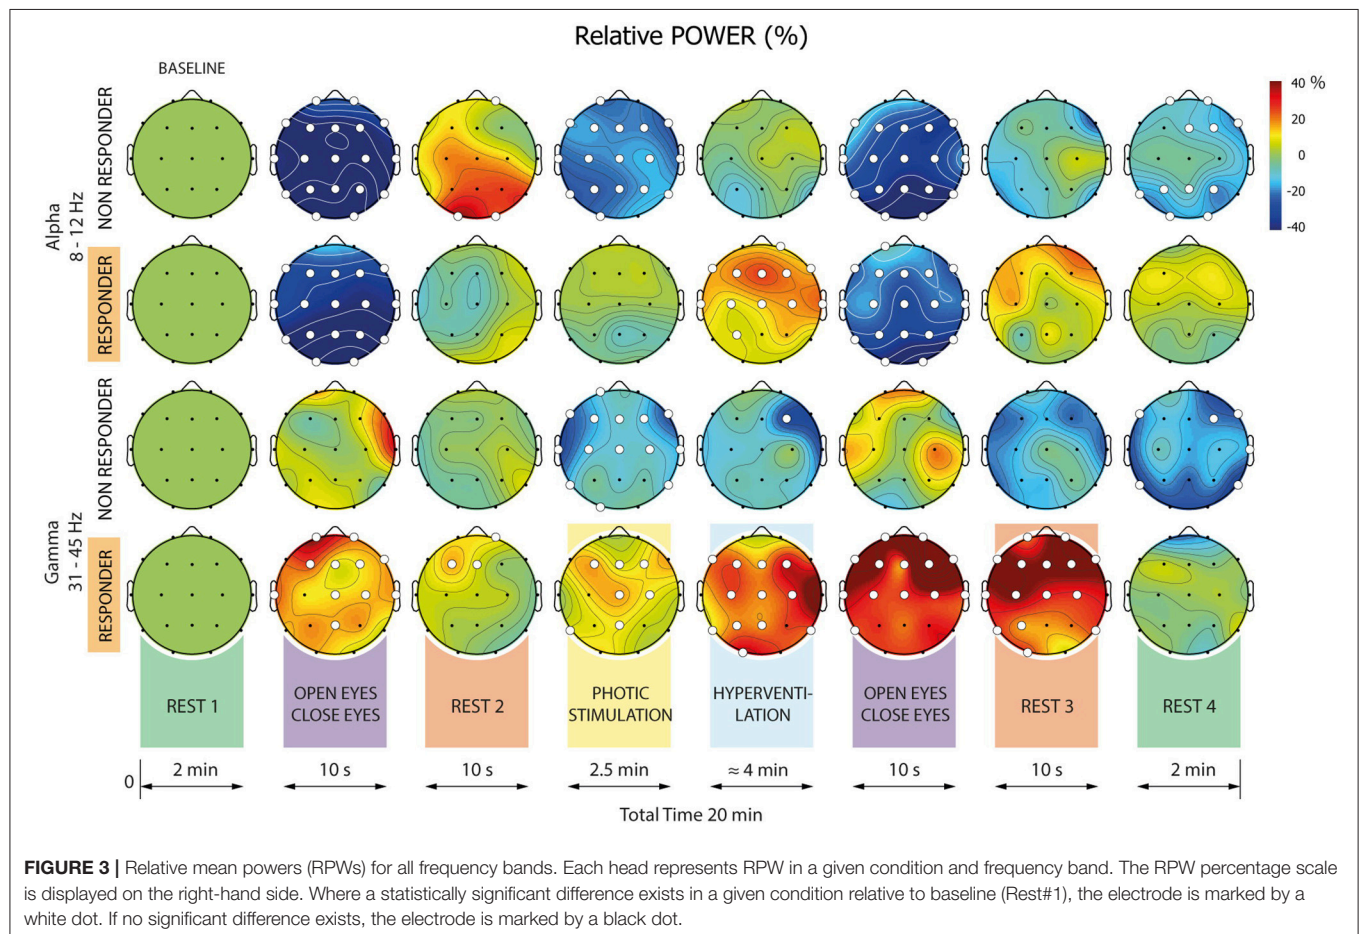 Relative POWER (%)
BASELINE
40 %
20
0
-20
-40
Alpha
8 - 12 Hz
NON RESPONDER
RESPONDER
Gamma
31 - 45 Hz
NON RESPONDER
RESPONDER
REST 1
OPEN EYES
CLOSE EYES
REST 2
PHOTIC
STIMULATION
HYPERVENTI-
LATION
OPEN EYES
CLOSE EYES
REST 3
REST 4
0
2 min
10 s
10 s
2.5 min
≈ 4 min
10 s
10 s
2 min
Total Time 20 min
FIGURE 3 | Relative mean powers (RPWs) for all frequency bands. Each head represents RPW in a given condition and frequency band. The RPW percentage scale
is displayed on the right-hand side. Where a statistically significant difference exists in a given condition relative to baseline (Rest#1), the electrode is marked by a
white dot. If no significant difference exists, the electrode is marked by a black dot.